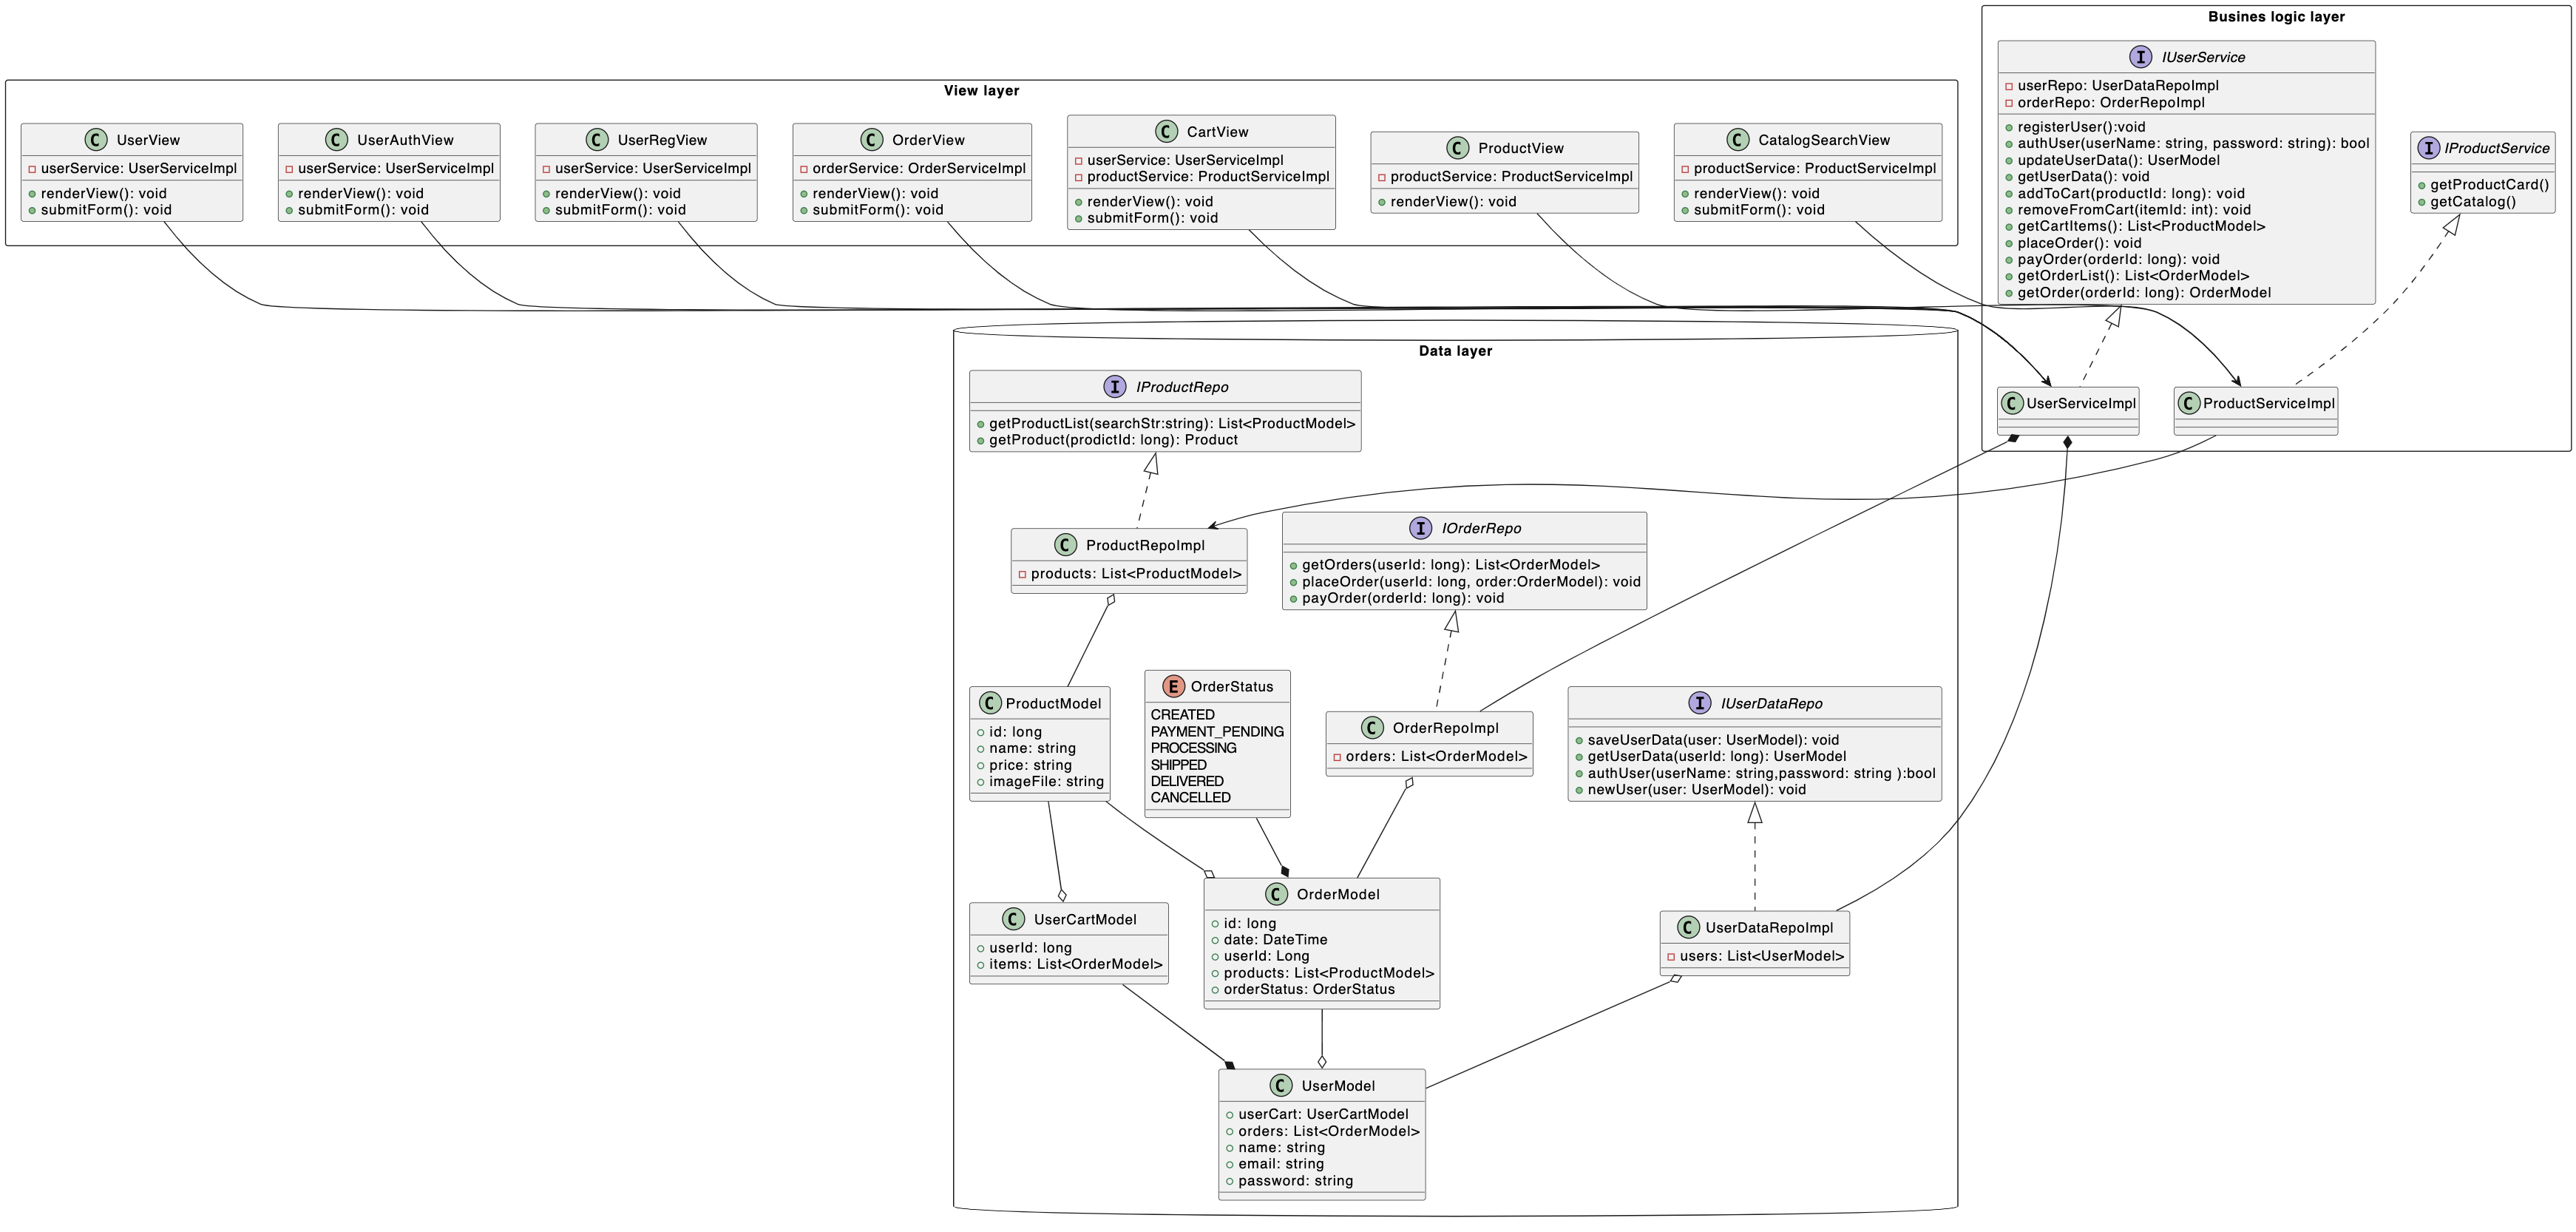 Busines logic layer
I IUserService
userRepo: UserDataRepoImpl
orderRepo: OrderRepoImpl
registerUser():void
authUser(userName: string, password: string): bool
updateUserData(): UserModel
getUserData(): void
addToCart(productId: long): void
removeFromCart(itemId: int): void
getCartItems(): List<ProductModel>
placeOrder(): void
payOrder(orderId: long): void
getOrderList(): List<OrderModel>
getOrder(orderId: long): OrderModel
I IProductService
getProductCard()
getCatalog()
C UserServiceImpl
C ProductServiceImpl
View layer
C UserView
userService: UserServiceImpl
renderView(): void
submitForm(): void
C UserAuthView
userService: UserServiceImpl
renderView(): void
submitForm(): void
C UserRegView
userService: UserServiceImpl
renderView(): void
submitForm(): void
C OrderView
orderService: OrderServiceImpl
renderView(): void
submitForm(): void
C CartView
userService: UserServiceImpl
productService: ProductServiceImpl
renderView(): void
submitForm(): void
C ProductView
productService: ProductServiceImpl
renderView(): void
C CatalogSearchView
productService: ProductServiceImpl
renderView(): void
submitForm(): void
Data layer
I IProductRepo
getProductList(searchStr:string): List<ProductModel>
getProduct(prodictId: long): Product
C ProductRepoImpl
products: List<ProductModel>
I IOrderRepo
getOrders(userId: long): List<OrderModel>
placeOrder(userId: long, order:OrderModel): void
payOrder(orderId: long): void
C ProductModel
id: long
name: string
price: string
imageFile: string
E OrderStatus
CREATED
PAYMENT_PENDING
PROCESSING
SHIPPED
DELIVERED
CANCELLED
C OrderRepoImpl
orders: List<OrderModel>
I IUserDataRepo
saveUserData(user: UserModel): void
getUserData(userId: long): UserModel
authUser(userName: string,password: string ):bool
newUser(user: UserModel): void
C UserCartModel
userId: long
items: List<OrderModel>
C OrderModel
id: long
date: DateTime
userId: Long
products: List<ProductModel>
orderStatus: OrderStatus
C UserDataRepoImpl
users: List<UserModel>
C UserModel
userCart: UserCartModel
orders: List<OrderModel>
name: string
email: string
password: string